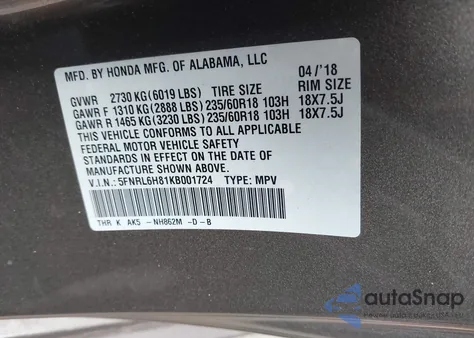 MFD. BY HONDA MFG. OF ALABAMA, LLC 04/'18
GVWR 2730 KG (6019 LBS) TIRE SIZE RIM SIZE
GAWR F 1310 KG (2888 LBS) 235/60R18 103H 18X7.5J
GAWR R 1465 KG (3230 LBS) 235/60R18 103H 18X7.5J
THIS VEHICLE CONFORMS TO ALL APPLICABLE
FEDERAL MOTOR VEHICLE SAFETY
STANDARDS IN EFFECT ON THE DATE OF
MANUFACTURE SHOWN ABOVE.
V.I.N.: 5FNRL6H81KB001724 TYPE: MPV
THR K AK5 -NH862M -D-B
autoSnap